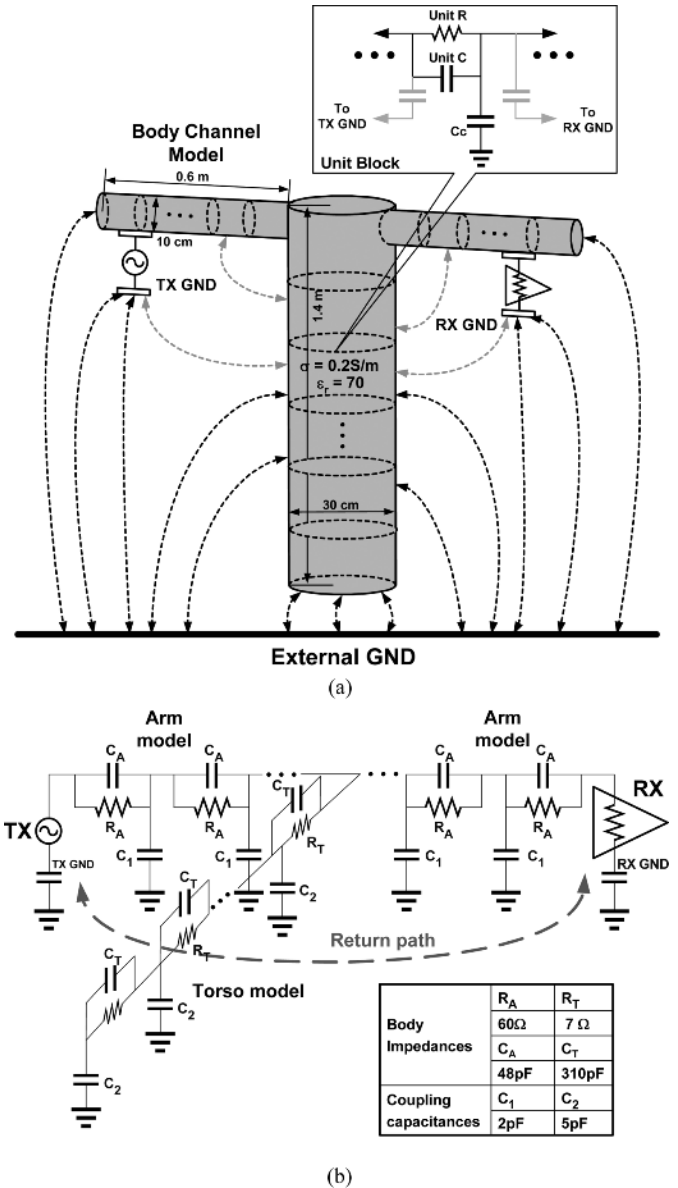 (a)
Unit R
Unit C
To
TX GND
Cc
To
RX GND
Unit Block
Body Channel
Model
0.6 m
10 cm
TX GND
1.4 m
RX GND
σ = 0.2S/m
εr = 70
30 cm
External GND
(a)
Arm
model
Arm
model
CA
CA
CT
CA
CA
RX
TX
RA
RA
RT
RA
RA
TX GND
C1
C1
C1
C1
RX GND
CT
C2
RT
Return path
CT
Torso model
C2
C2
RA
RT
Body
Impedances
60Ω
7 Ω
CA
CT
48pF
310pF
Coupling
capacitances
C1
C2
2pF
5pF
(b)